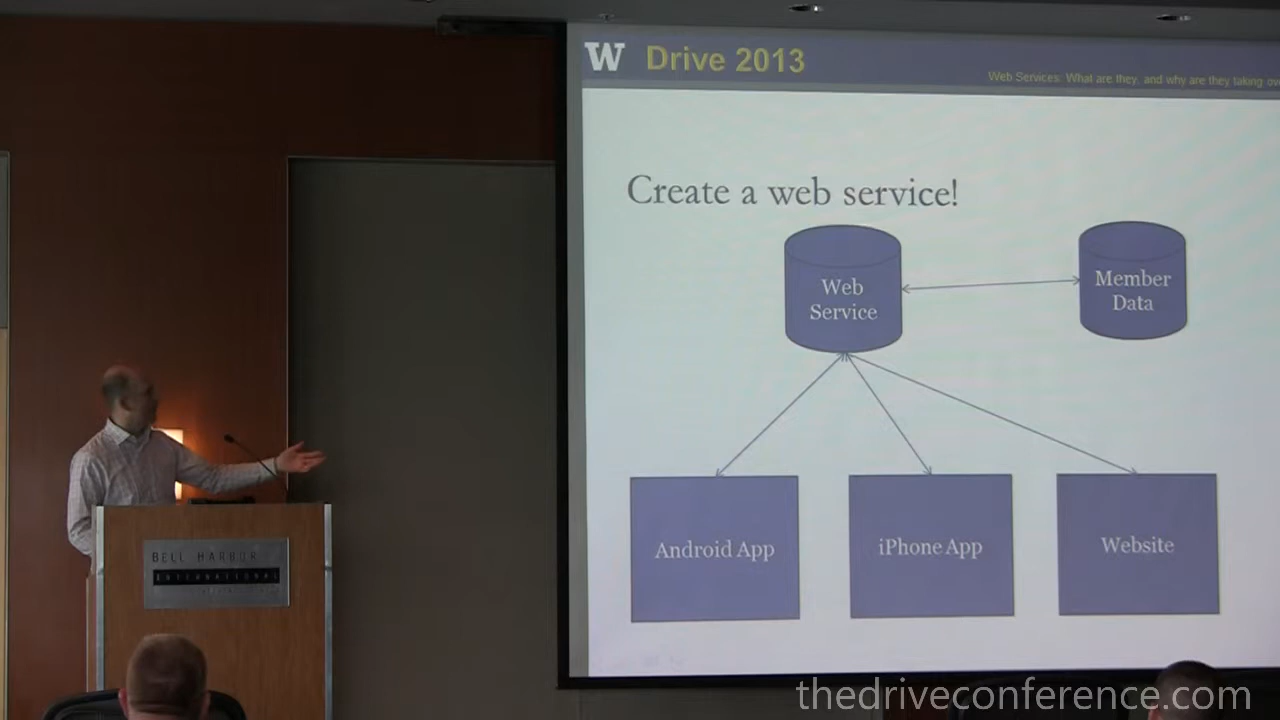 W Drive 2013
Web Services: What are they, and why are they taking
Create a web service!
Web
Service
Member
Data
Android App
iPhone App
Website
BELL HARBOR
INTERNATIONAL
thedriveconference.com